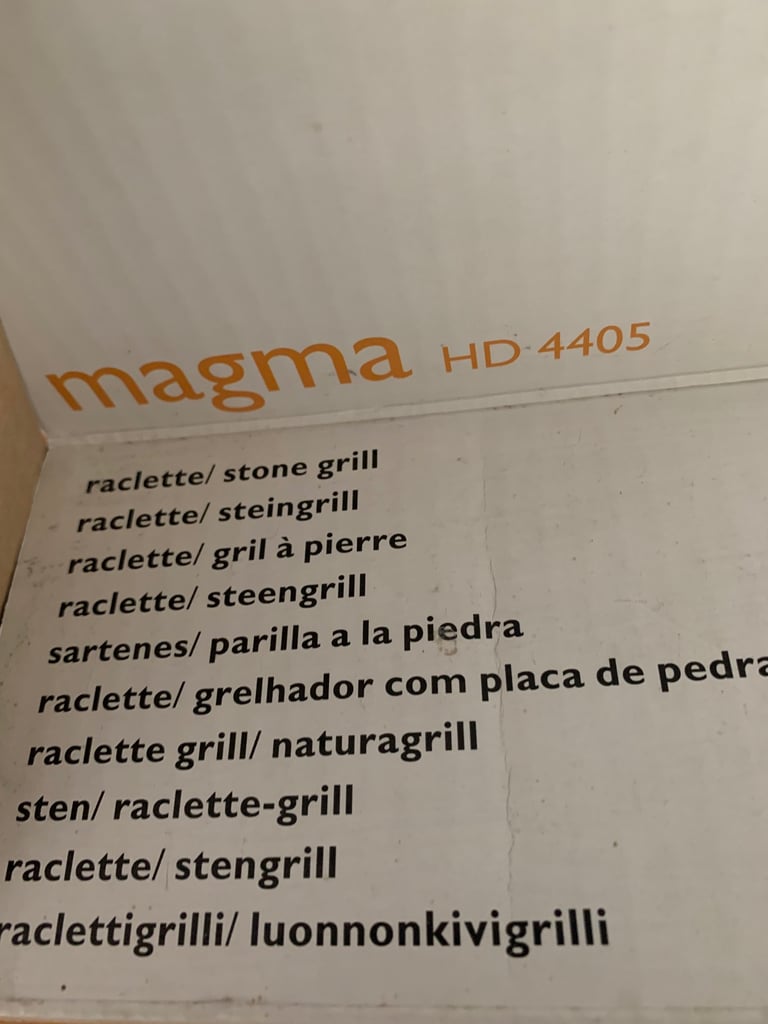 magma HD 4405
raclette/ stone grill
raclette/ steingrill
raclette/ gril à pierre
raclette/ steengrill
sartenes/ parilla a la piedra
raclette/ grelhador com placa de pedra
raclette grill/ naturagrill
sten/ raclette-grill
raclette/ stengrill
raclettigrilli/ luonnonkivigrilli